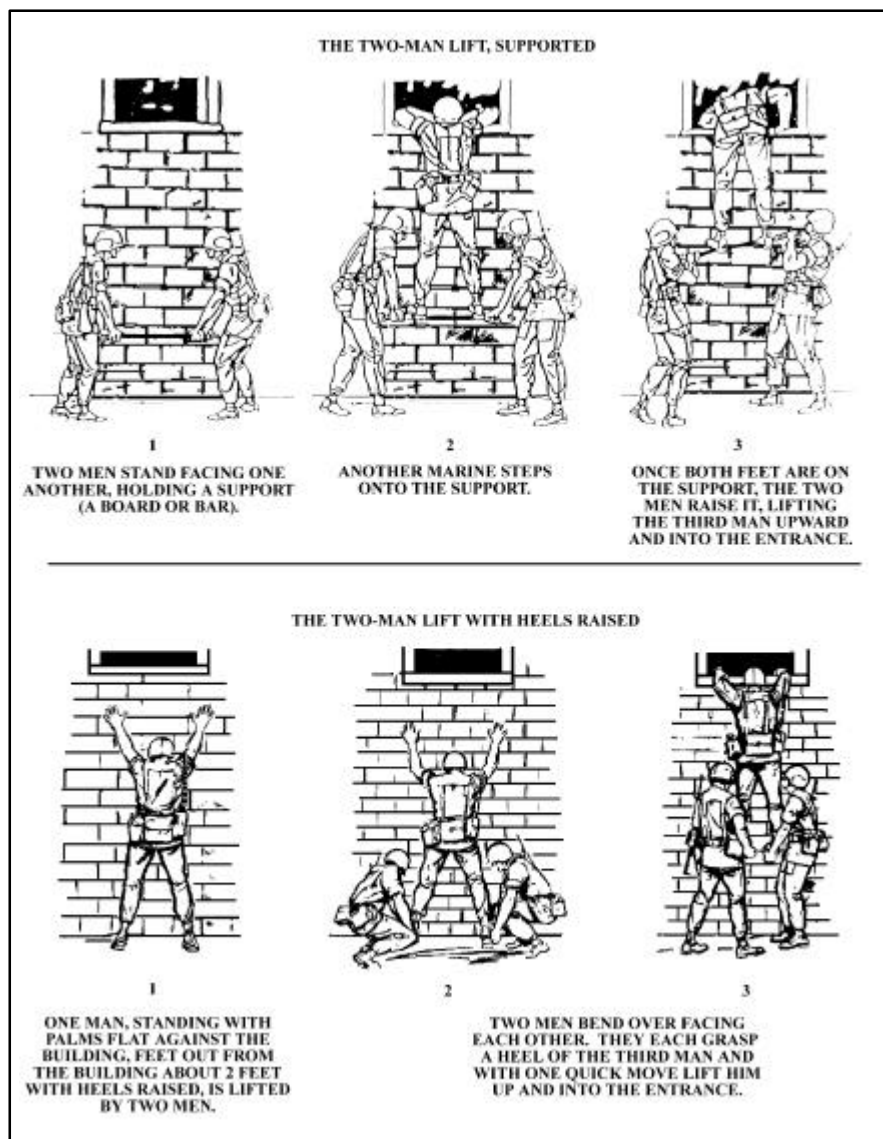 THE TWO-MAN LIFT, SUPPORTED
1
TWO MEN STAND FACING ONE
ANOTHER, HOLDING A SUPPORT
(A BOARD OR BAR).
2
ANOTHER MARINE STEPS
ONTO THE SUPPORT.
3
ONCE BOTH FEET ARE ON
THE SUPPORT, THE TWO
MEN RAISE IT, LIFTING
THE THIRD MAN UPWARD
AND INTO THE ENTRANCE.
THE TWO-MAN LIFT WITH HEELS RAISED
1
ONE MAN, STANDING WITH
PALMS FLAT AGAINST THE
BUILDING, FEET OUT FROM
THE BUILDING ABOUT 2 FEET
WITH HEELS RAISED, IS LIFTED
BY TWO MEN.
2
3
TWO MEN BEND OVER FACING
EACH OTHER. THEY EACH GRASP
A HEEL OF THE THIRD MAN AND
WITH ONE QUICK MOVE LIFT HIM
UP AND INTO THE ENTRANCE.